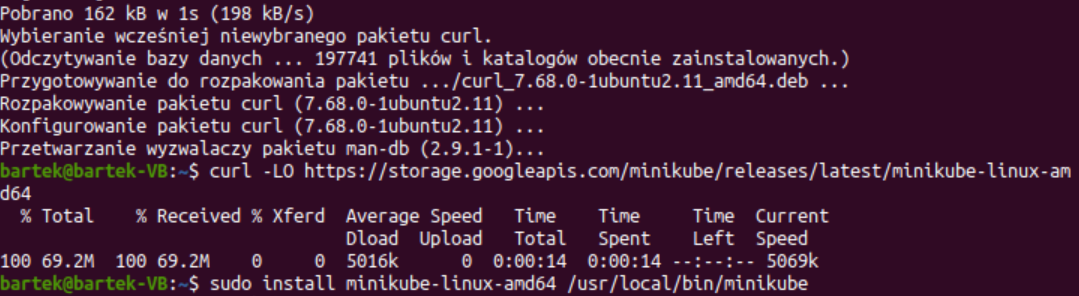 Pobrano 162 kB w 1s (198 kB/s)
Wybieranie wcześniej niewybranego pakietu curl.
(Odczytywanie bazy danych ... 197741 plików i katalogów obecnie zainstalowanych.)
Przygotowywanie do rozpakowania pakietu .../curl_7.68.0-1ubuntu2.11_amd64.deb ...
Rozpakowywanie pakietu curl (7.68.0-1ubuntu2.11) ...
Konfigurowanie pakietu curl (7.68.0-1ubuntu2.11) ...
Przetwarzanie wyzwalaczy pakietu man-db (2.9.1-1)...
bartek@bartek-VB:~$ curl -LO https://storage.googleapis.com/minikube/releases/latest/minikube-linux-am
d64
  % Total    % Received % Xferd  Average Speed   Time    Time     Time  Current
                                 Dload  Upload   Total   Spent    Left  Speed
100 69.2M  100 69.2M    0     0  5016k      0  0:00:14  0:00:14 --:--:-- 5069k
bartek@bartek-VB:~$ sudo install minikube-linux-amd64 /usr/local/bin/minikube